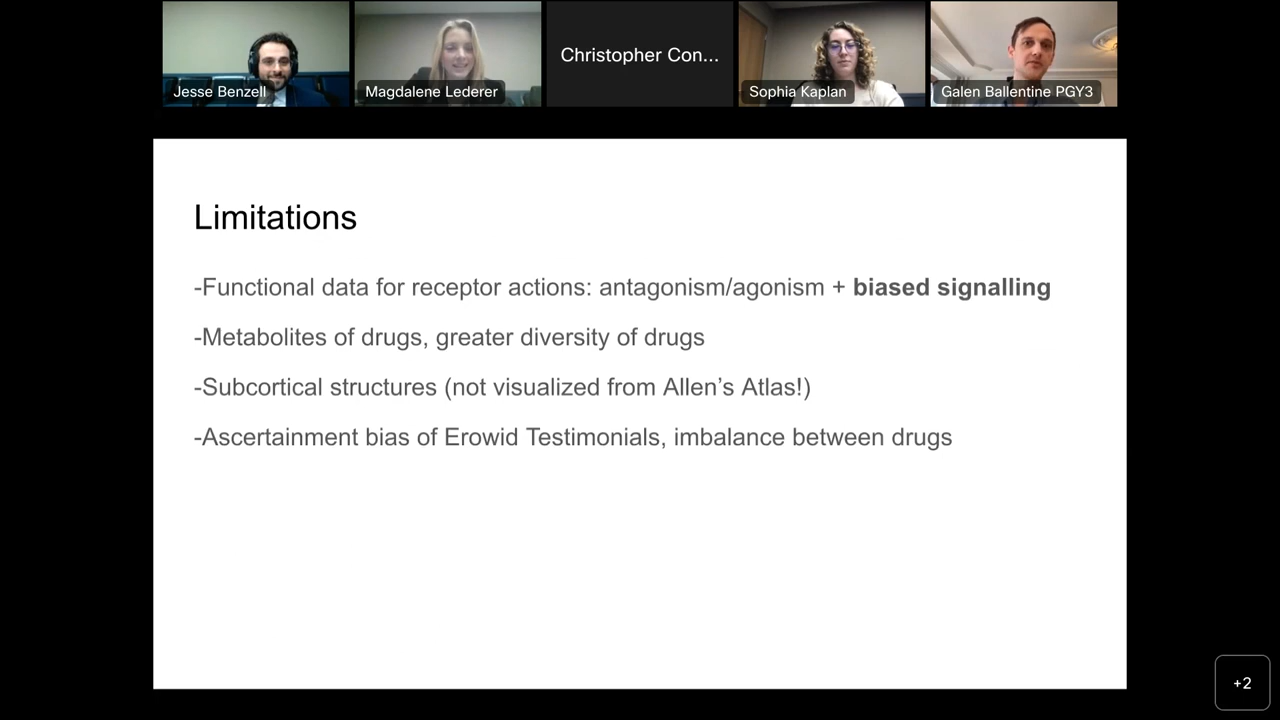 Jesse Benzell
Magdalene Lederer
Christopher Con...
Sophia Kaplan
Galen Ballentine PGY3
Limitations
-Functional data for receptor actions: antagonism/agonism + biased signalling
-Metabolites of drugs, greater diversity of drugs
-Subcortical structures (not visualized from Allen’s Atlas!)
-Ascertainment bias of Erowid Testimonials, imbalance between drugs
+2